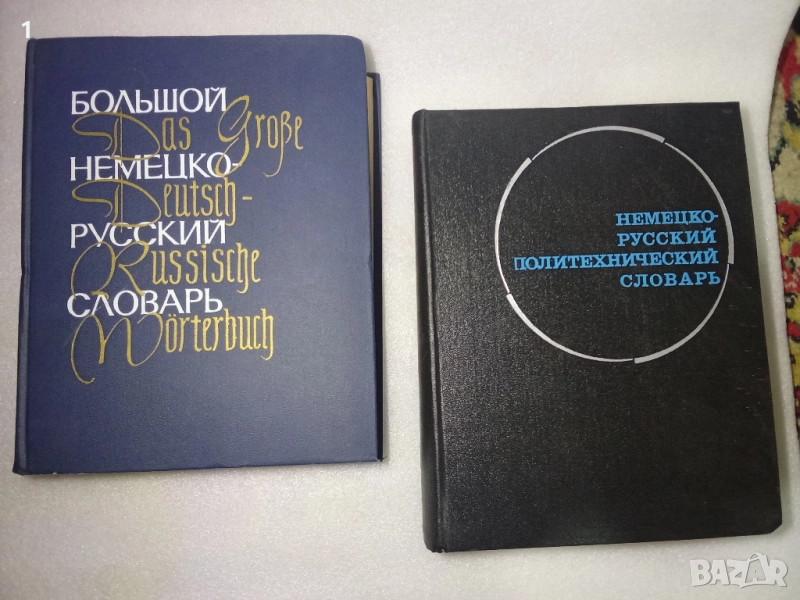 1
БОЛЬШОЙ
Das Große
НЕМЕЦКО-
Deutsch-
РУССКИЙ
Russische
СЛОВАРЬ
Wörterbuch
НЕМЕЦКО-
РУССКИЙ
ПОЛИТЕХНИЧЕСКИЙ
СЛОВАРЬ
BAZAR